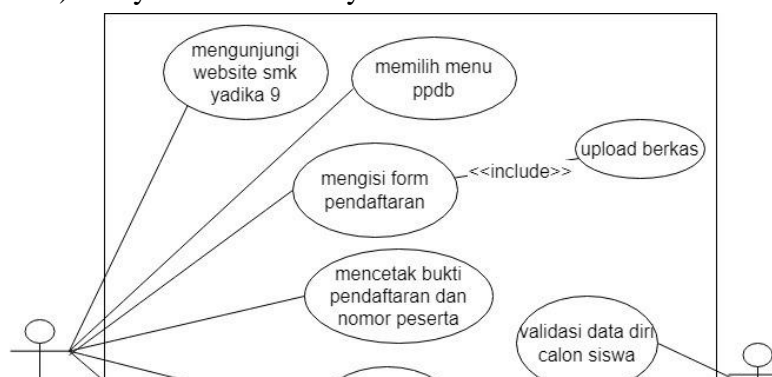 mengunjungi
website smk
yadika 9
memilih menu
ppdb
upload berkas
<<include>>
mengisi form
pendaftaran
mencetak bukti
pendaftaran dan
nomor peserta
validasi data diri
calon siswa